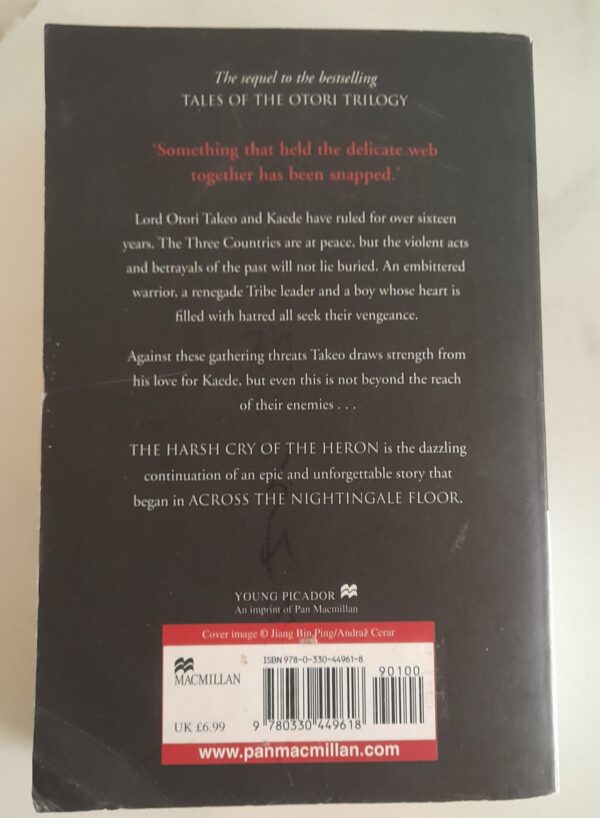 The sequel to the bestselling
TALES OF THE OTORI TRILOGY
'Something that held the delicate web
together has been snapped.'
Lord Otori Takeo and Kaede have ruled for over sixteen
years. The Three Countries are at peace, but the violent acts
and betrayals of the past will not lie buried. An embittered
warrior, a renegade Tribe leader and a boy whose heart is
filled with hatred all seek their vengeance.
Against these gathering threats Takeo draws strength from
his love for Kaede, but even this is not beyond the reach
of their enemies . . .
THE HARSH CRY OF THE HERON is the dazzling
continuation of an epic and unforgettable story that
began in ACROSS THE NIGHTINGALE FLOOR.
YOUNG PICADOR
An imprint of Pan Macmillan
Cover image © Jiang Bin Ping/Andraž Cerar
ISBN 978-0-330-44961-8
90100
MACMILLAN
UK £6.99
9 780330 449618
www.panmacmillan.com